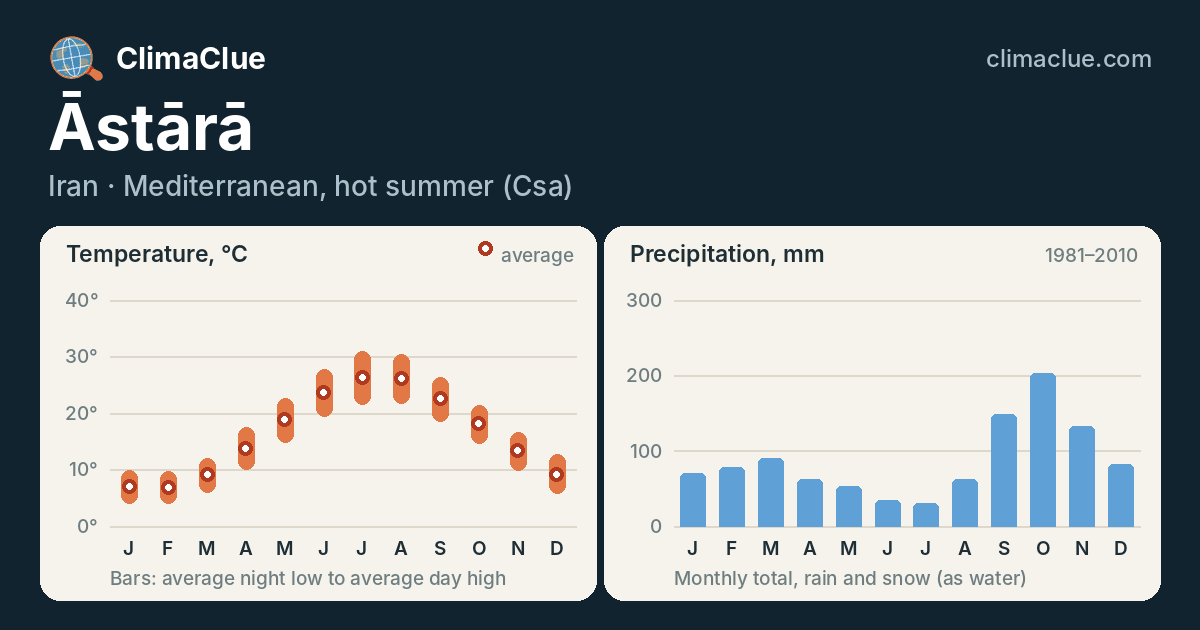 ClimaClue
climaclue.com
Āstārā
Iran · Mediterranean, hot summer (Csa)
Temperature, °C
average
40°
30°
20°
10°
0°
J F M A M J J A S O N D
Bars: average night low to average day high
Precipitation, mm
1981–2010
300
200
100
0
J F M A M J J A S O N D
Monthly total, rain and snow (as water)